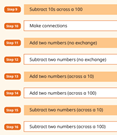 Step 9 Subtract 10s across a 100
Step 10 Make connections
Step 11 Add two numbers (no exchange)
Step 12 Subtract two numbers (no exchange)
Step 13 Add two numbers (across a 10)
Step 14 Add two numbers (across a 100)
Step 15 Subtract two numbers (across a 10)
Step 16 Subtract two numbers (across a 100)